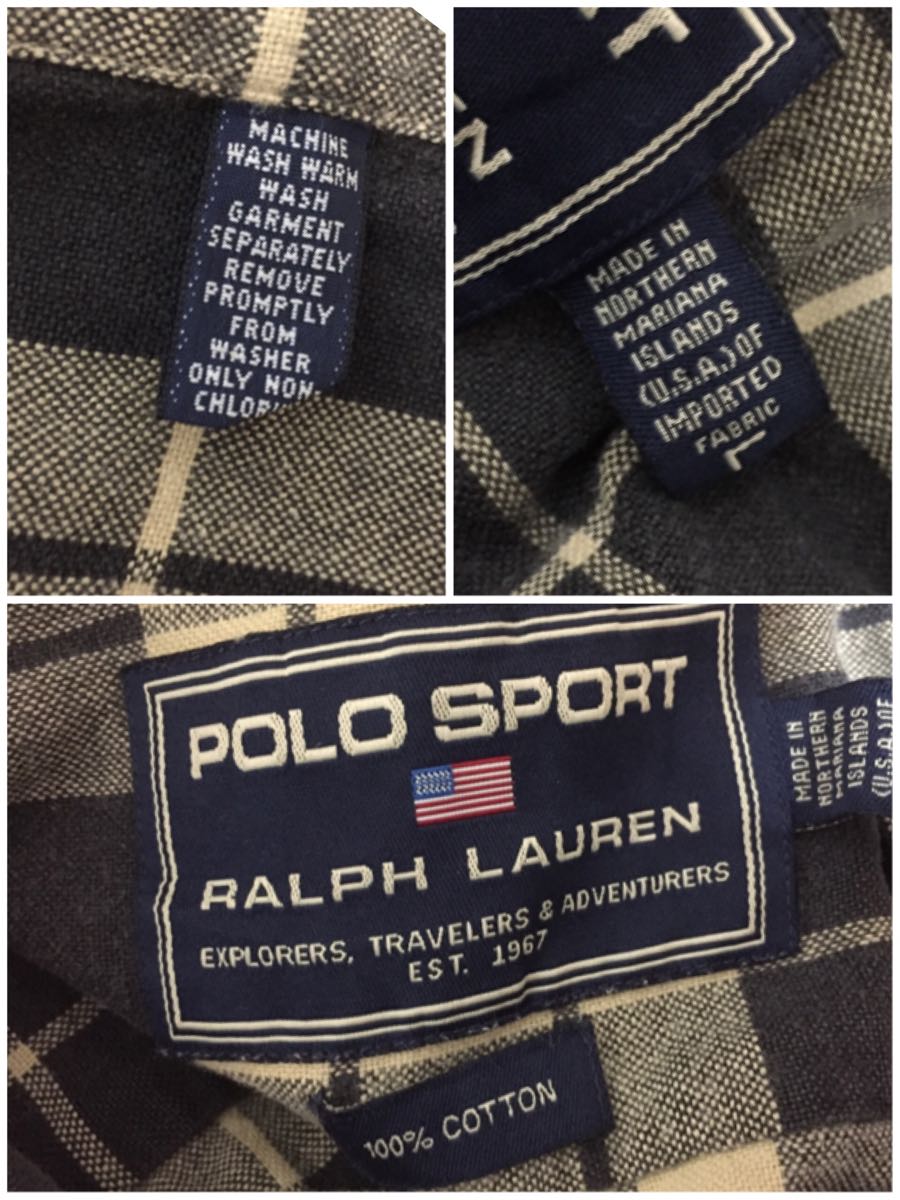 MACHINE
WASH WARM
WASH
GARMENT
SEPARATELY
REMOVE
PROMPTLY
FROM
WASHER
ONLY NON-
MADE IN
NORTHERN
MARIANA
ISLANDS
(U.S.A.)OF
IMPORTED
FABRIC
L
POLO SPORT
RALPH LAUREN
EXPLORERS, TRAVELERS & ADVENTURERS
EST. 1967
MADE IN
NORTHERN
MARIANA
ISLANDS
(U.S.A.)OF
100% COTTON